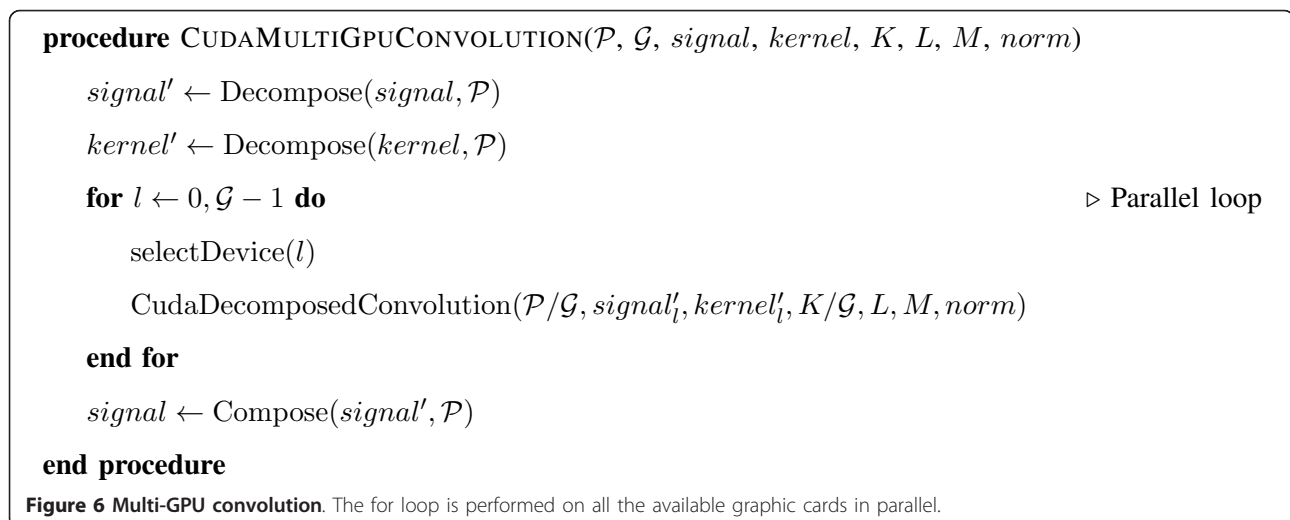 procedure CUDAMULTIGPUCONVOLUTION(𝒫, 𝒢, signal, kernel, K, L, M, norm)
signal′ ← Decompose(signal, 𝒫)
kernel′ ← Decompose(kernel, 𝒫)
for l ← 0, 𝒢 − 1 do ▷ Parallel loop
selectDevice(l)
CudaDecomposedConvolution(𝒫/𝒢, signal′ₗ, kernel′ₗ, K/𝒢, L, M, norm)
end for
signal ← Compose(signal′, 𝒫)
end procedure
Figure 6 Multi-GPU convolution. The for loop is performed on all the available graphic cards in parallel.